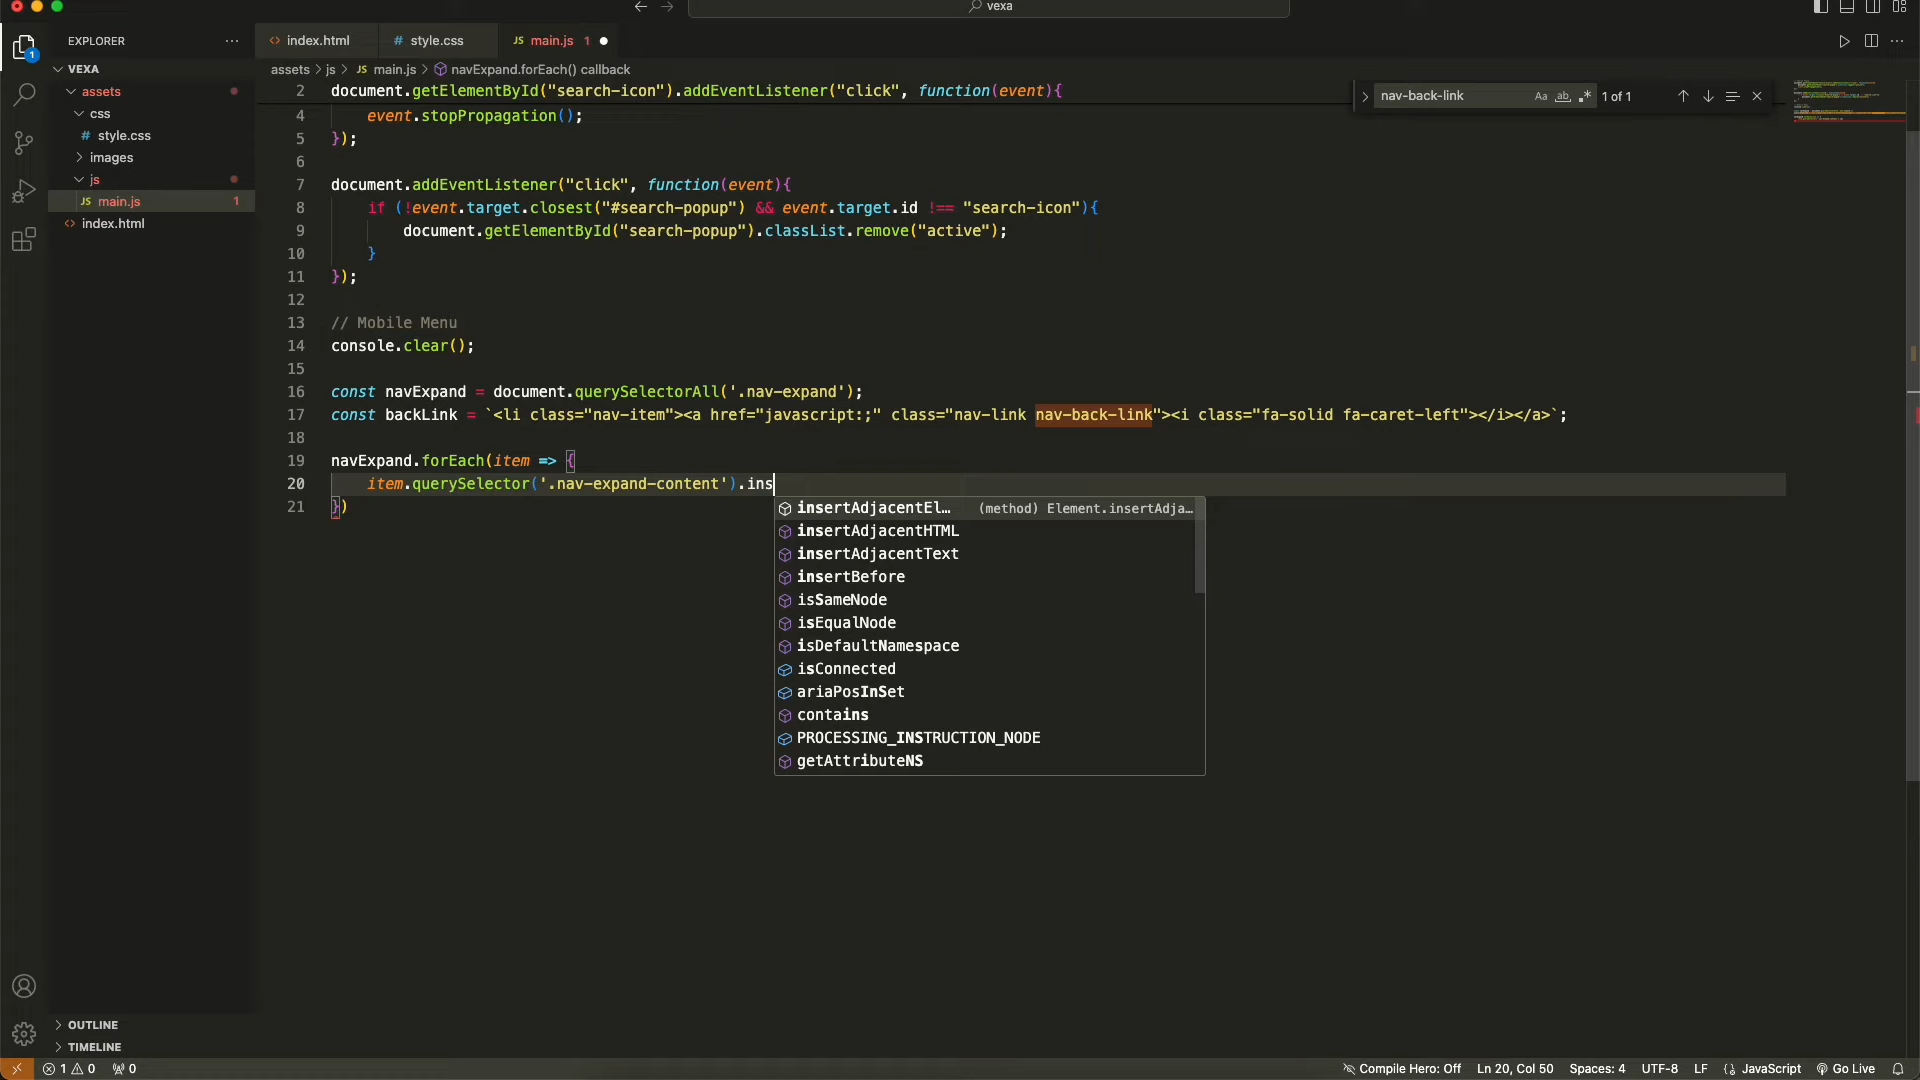 vexa
EXPLORER
index.html
style.css
main.js 1
VEXA
assets
css
style.css
images
js
main.js 1
index.html
assets > js > JS main.js > navExpand.forEach() callback
nav-back-link Aa ab .* 1 of 1
2 document.getElementById("search-icon").addEventListener("click", function(event){
4 event.stopPropagation();
5 });
6
7 document.addEventListener("click", function(event){
8 if (!event.target.closest("#search-popup") && event.target.id !== "search-icon"){
9 document.getElementById("search-popup").classList.remove("active");
10 }
11 });
12
13 // Mobile Menu
14 console.clear();
15
16 const navExpand = document.querySelectorAll('.nav-expand');
17 const backLink = `<li class="nav-item"><a href="javascript:;" class="nav-link nav-back-link"><i class="fa-solid fa-caret-left"></i></a>`;
18
19 navExpand.forEach(item => {
20 item.querySelector('.nav-expand-content').ins
21 })
insertAdjacentEl… (method) Element.insertAdja…
insertAdjacentHTML
insertAdjacentText
insertBefore
isSameNode
isEqualNode
isDefaultNamespace
isConnected
ariaPosInSet
contains
PROCESSING_INSTRUCTION_NODE
getAttributeNS
OUTLINE
TIMELINE
1 0 0
Compile Hero: Off Ln 20, Col 50 Spaces: 4 UTF-8 LF {} JavaScript Go Live